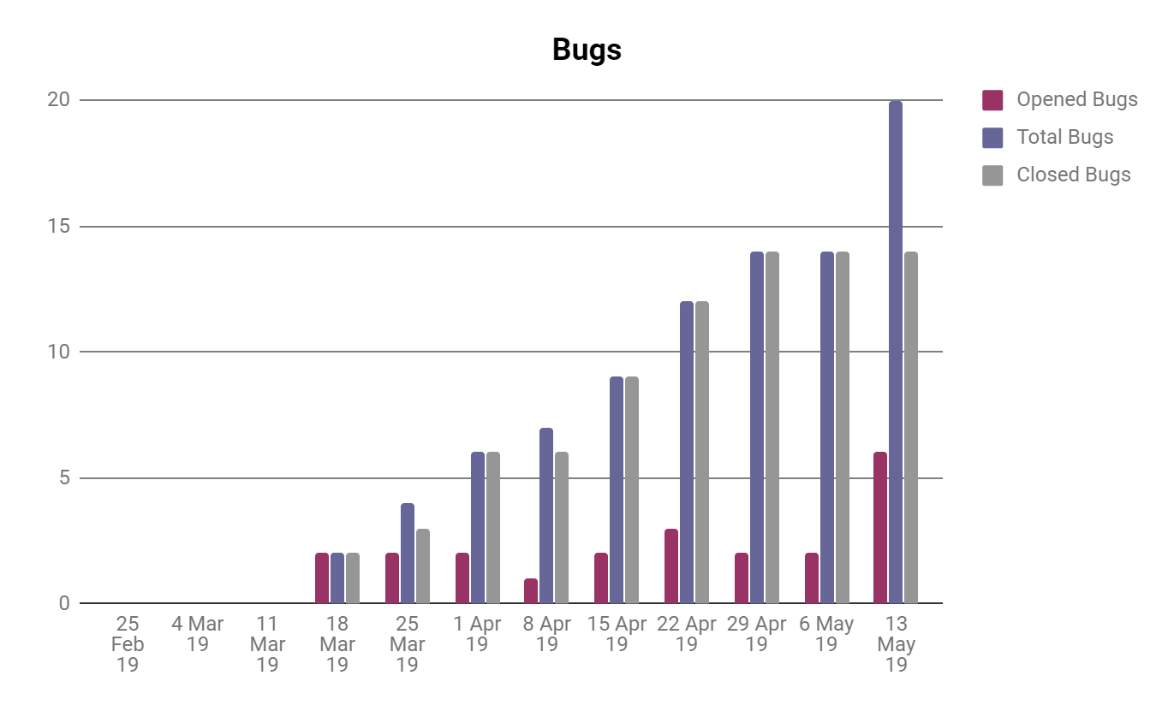 Bugs
20
15
10
5
0
Opened Bugs
Total Bugs
Closed Bugs
25
Feb
19
4 Mar
19
11
Mar
19
18
Mar
19
25
Mar
19
1 Apr
19
8 Apr
19
15 Apr
19
22 Apr
19
29 Apr
19
6 May
19
13
May
19